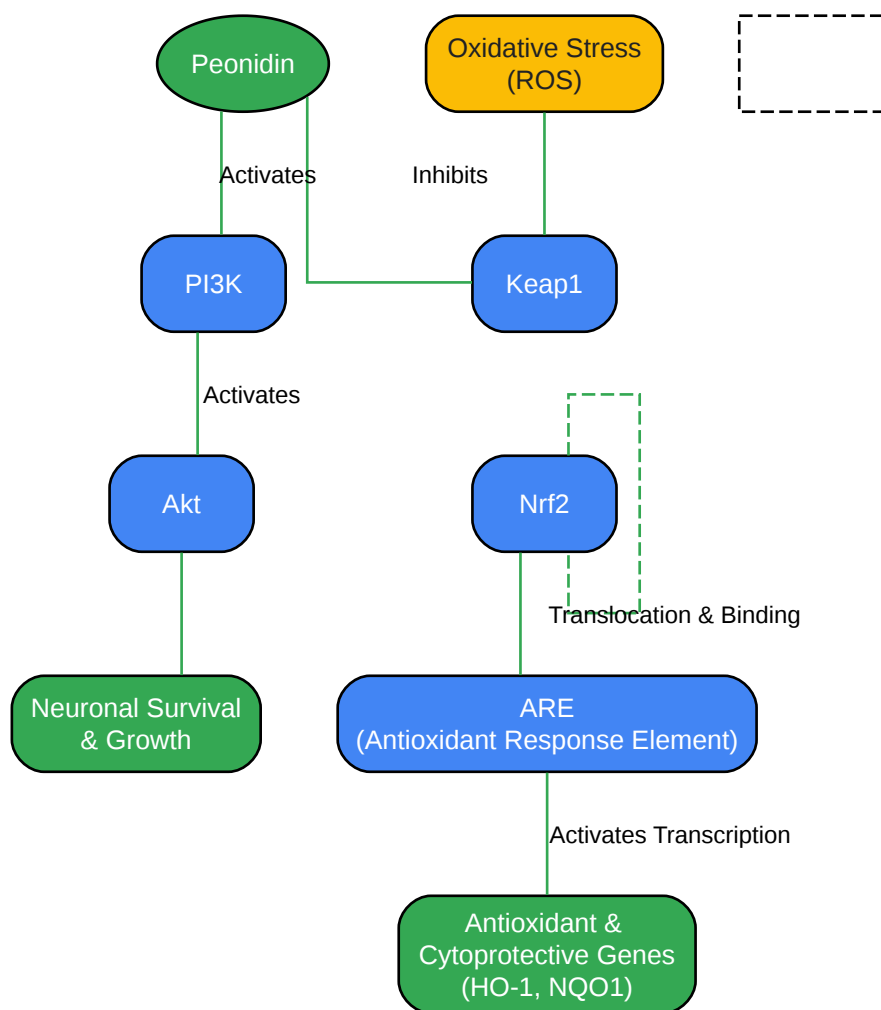 Peonidin
Oxidative Stress
(ROS)
Activates
Inhibits
PI3K
Keap1
Activates
Akt
Nrf2
Translocation & Binding
Neuronal Survival
& Growth
ARE
(Antioxidant Response Element)
Activates Transcription
Antioxidant &
Cytoprotective Genes
(HO-1, NQO1)